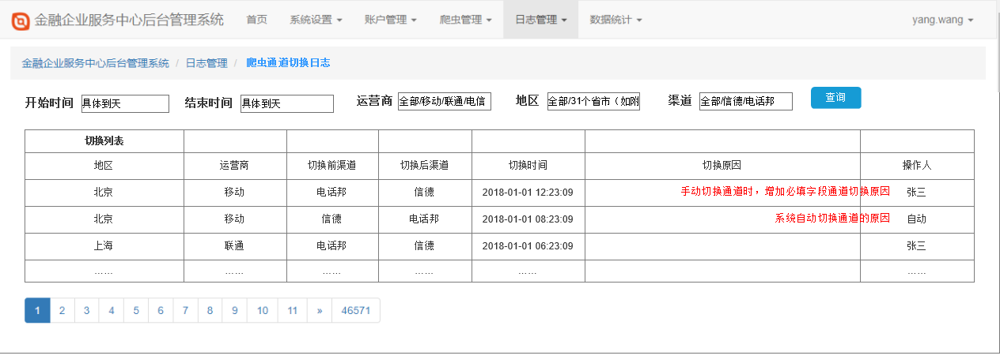 金融企业服务中心后台管理系统 首页 系统设置 账户管理 爬虫管理 日志管理 数据统计 yang.wang
金融企业服务中心后台管理系统 / 日志管理 / 爬虫通道切换日志
开始时间 具体到天 结束时间 具体到天 运营商 全部/移动/联通/电信 地区 全部/31个省市（如附 渠道 全部/信德/电话邦 查询
切换列表
地区 运营商 切换前渠道 切换后渠道 切换时间 切换原因 操作人
北京 移动 电话邦 信德 2018-01-01 12:23:09 手动切换通道时，增加必填字段通道切换原因 张三
北京 移动 信德 电话邦 2018-01-01 08:23:09 系统自动切换通道的原因 自动
上海 联通 电话邦 信德 2018-01-01 06:23:09 张三
…… …… …… …… …… ……
1 2 3 4 5 6 7 8 9 10 11 » 46571